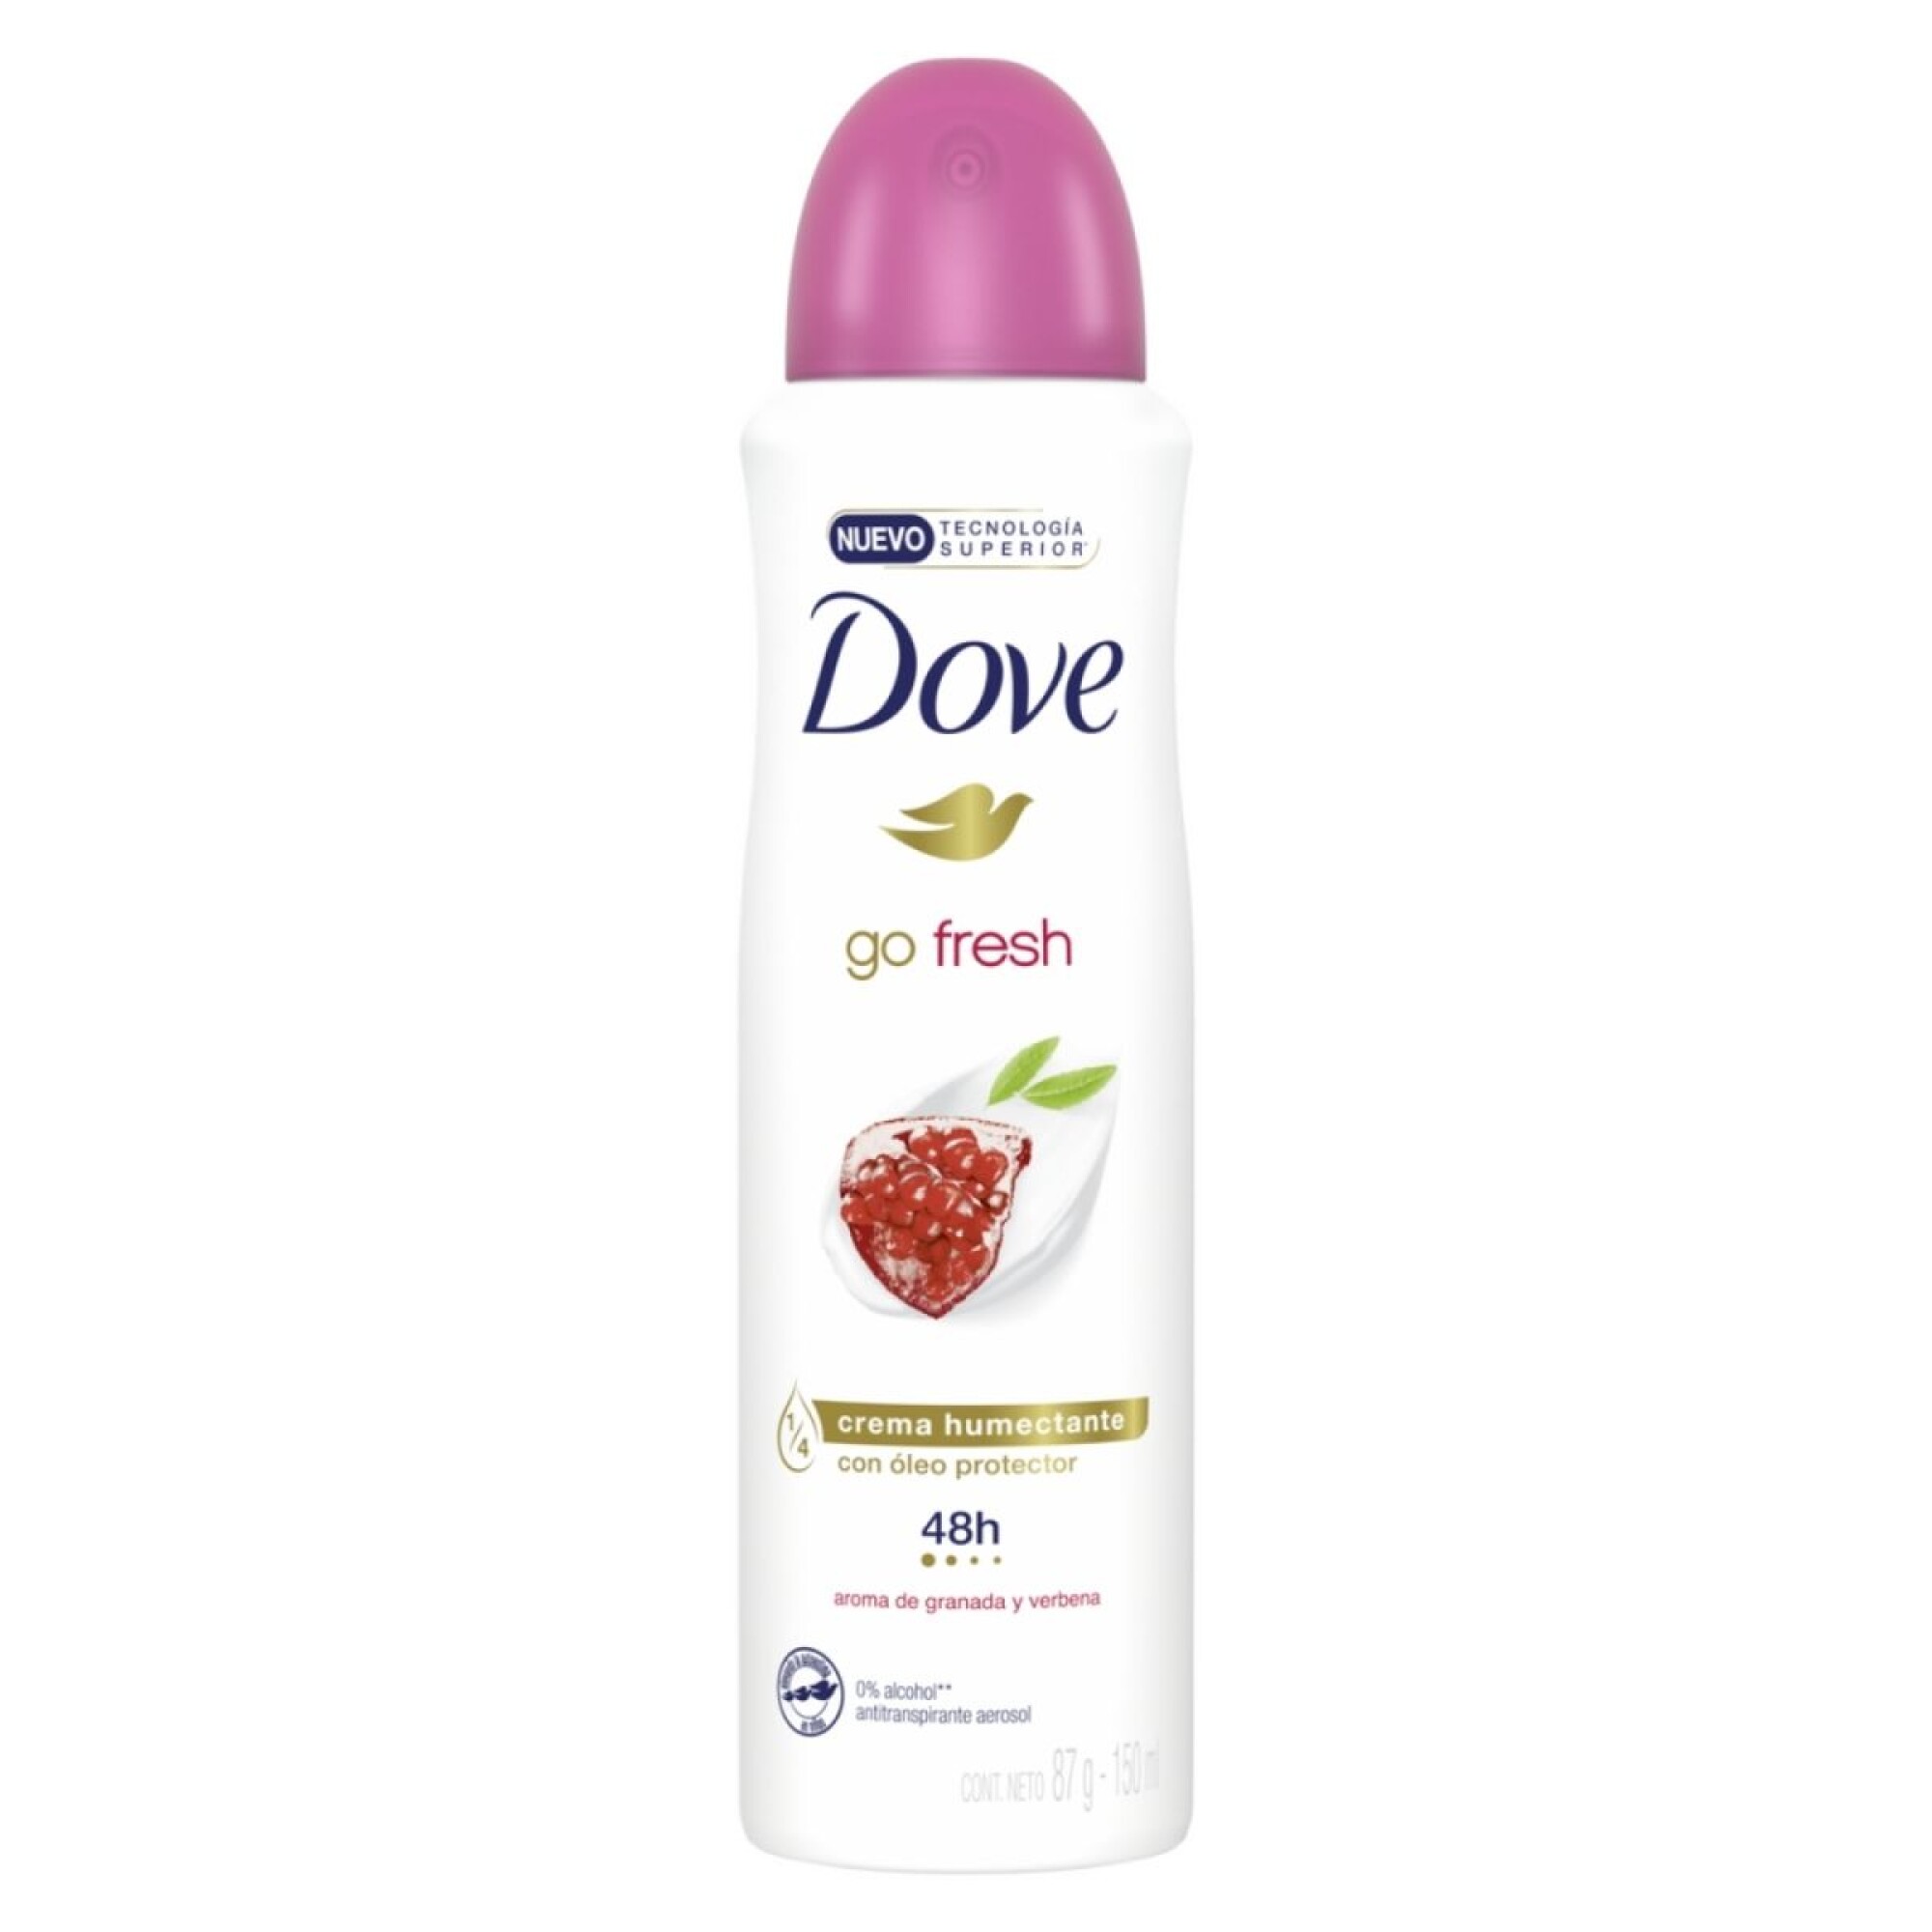 NUEVO TECNOLOGÍA
SUPERIOR*
Dove
go fresh
1/4 crema humectante
con óleo protector
48h
aroma de granada y verbena
0% alcohol**
antitranspirante aerosol
CONT. NETO 87 g - 150 ml